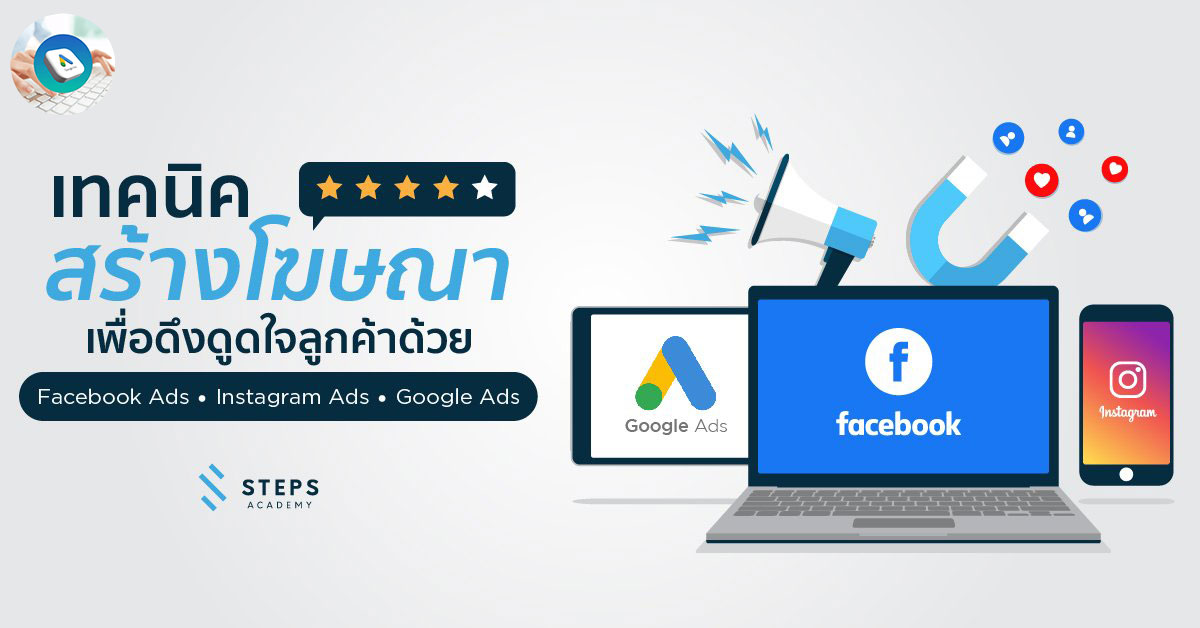 เทคนิค
สร้างโฆษณา
เพื่อดึงดูดใจลูกค้าด้วย
Facebook Ads • Instagram Ads • Google Ads
STEPS
ACADEMY
Google Ads
facebook
Instagram